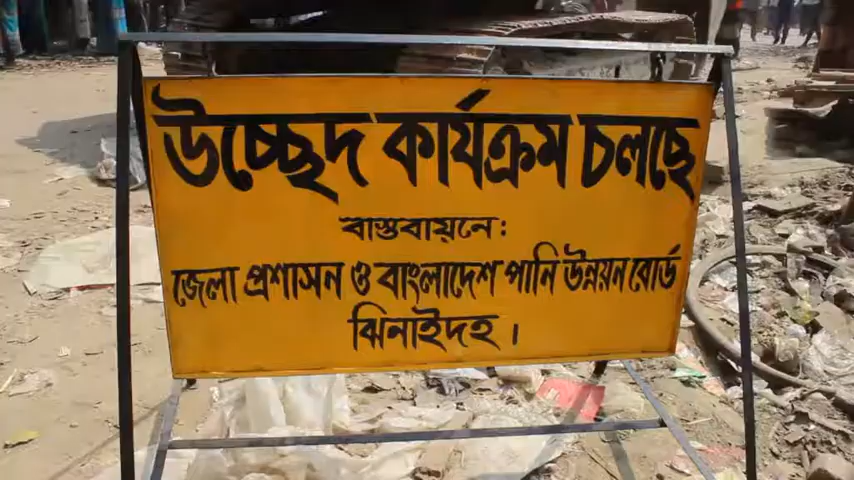 উচ্ছেদ কার্যক্রম চলছে
বাস্তবায়নে:
জেলা প্রশাসন ও বাংলাদেশ পানি উন্নয়ন বোর্ড
ঝিনাইদহ।